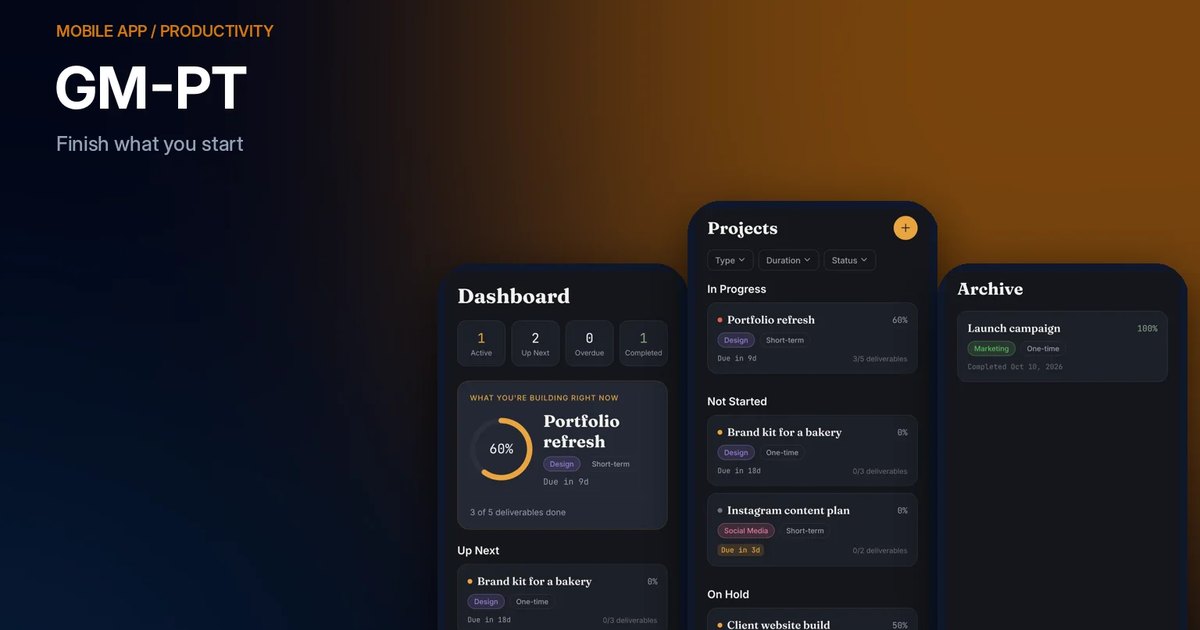 MOBILE APP / PRODUCTIVITY
GM-PT
Finish what you start
Dashboard
1
Active
2
Up Next
0
Overdue
1
Completed
WHAT YOU'RE BUILDING RIGHT NOW
60%
Portfolio
refresh
Design
Short-term
Due in 9d
3 of 5 deliverables done
Up Next
Brand kit for a bakery 0%
Design One-time
Due in 18d 0/3 deliverables
Projects
+
Type Duration Status
In Progress
Portfolio refresh 60%
Design Short-term
Due in 9d 3/5 deliverables
Not Started
Brand kit for a bakery 0%
Design One-time
Due in 18d 0/3 deliverables
Instagram content plan 0%
Social Media Short-term
Due in 3d 0/2 deliverables
On Hold
Client website build 50%
Archive
Launch campaign 100%
Marketing One-time
Completed Oct 10, 2026